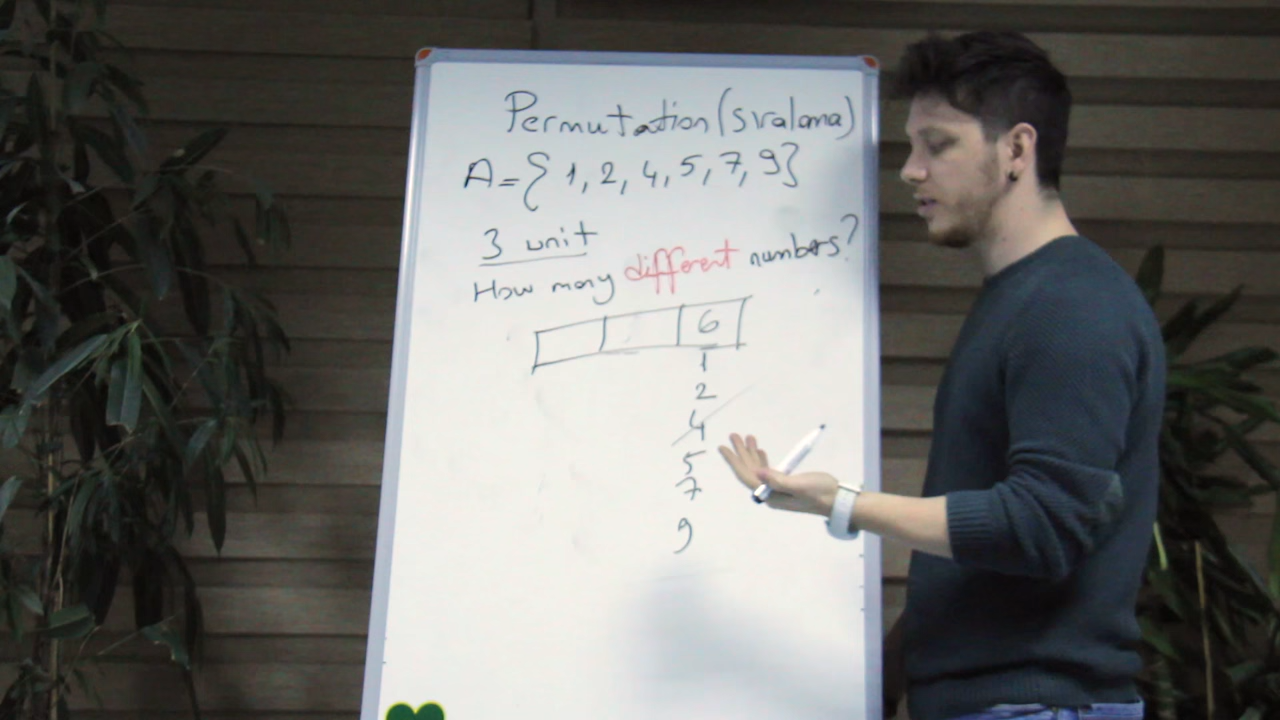 Permutation (Sıralama)
A = { 1, 2, 4, 5, 7, 9}
3 unit
How many different numbers?
6
1
2
4
5
7
9